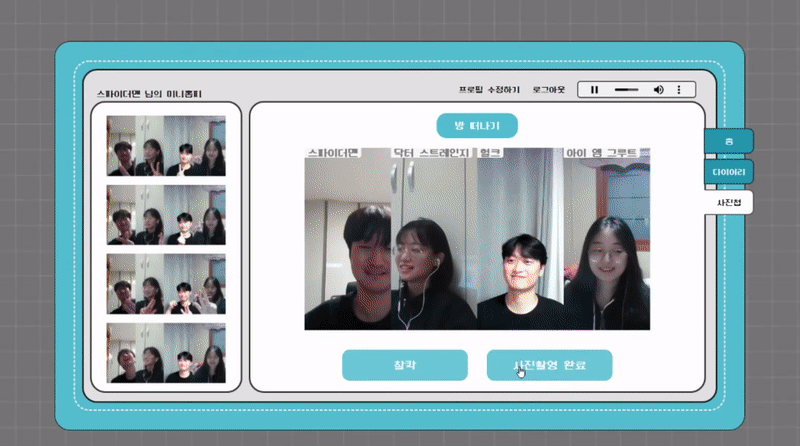 스파이더맨 님의 미니홈피
프로필 수정하기 로그아웃
방 떠나기
홈
다이어리
사진첩
스파이더맨 닥터 스트레인지 헐크 아이 엠 그루트
찰칵 사진촬영 완료